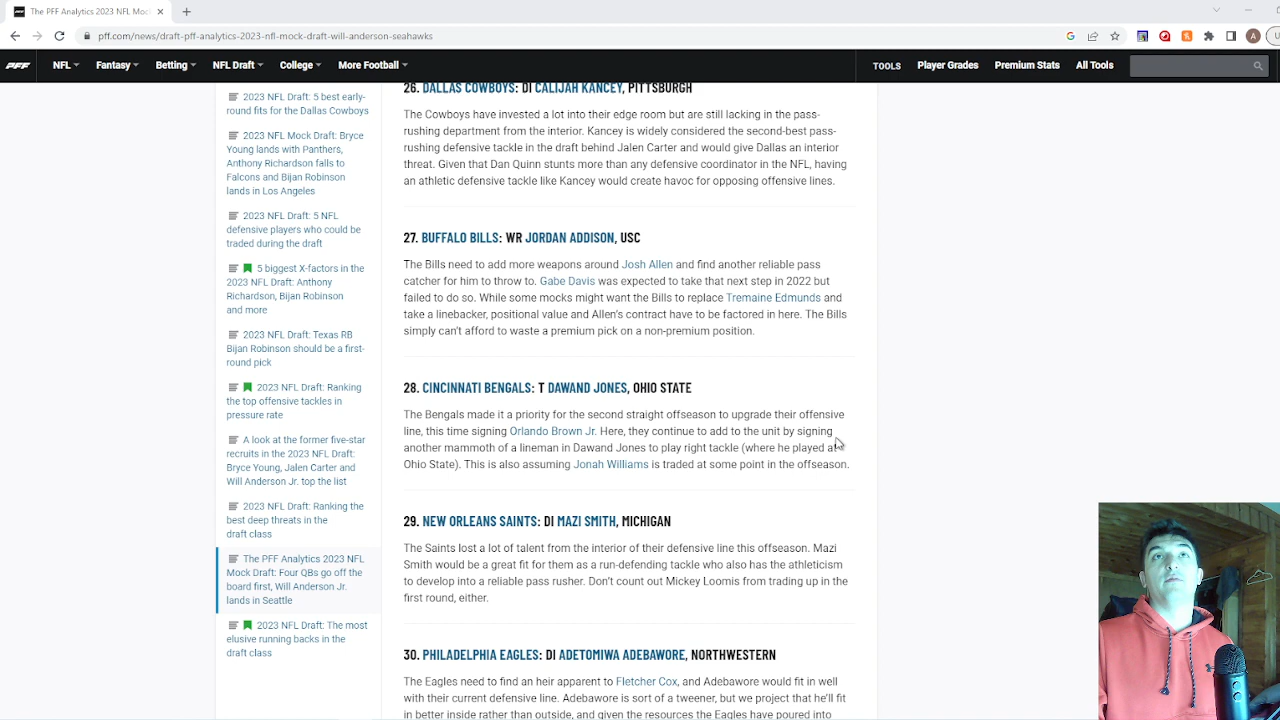 The PFF Analytics 2023 NFL Moc
pff.com/news/draft-pff-analytics-2023-nfl-mock-draft-will-anderson-seahawks
A
PFF
NFL
Fantasy
Betting
NFL Draft
College
More Football
TOOLS
Player Grades
Premium Stats
All Tools
2023 NFL Draft: 5 best early-
round fits for the Dallas Cowboys
2023 NFL Mock Draft: Bryce
Young lands with Panthers,
Anthony Richardson falls to
Falcons and Bijan Robinson
lands in Los Angeles
2023 NFL Draft: 5 NFL
defensive players who could be
traded during the draft
5 biggest X-factors in the
2023 NFL Draft: Anthony
Richardson, Bijan Robinson
and more
2023 NFL Draft: Texas RB
Bijan Robinson should be a first-
round pick
2023 NFL Draft: Ranking
the top offensive tackles in
pressure rate
A look at the former five-star
recruits in the 2023 NFL Draft:
Bryce Young, Jalen Carter and
Will Anderson Jr. top the list
2023 NFL Draft: Ranking the
best deep threats in the
draft class
The PFF Analytics 2023 NFL
Mock Draft: Four QBs go off the
board first, Will Anderson Jr.
lands in Seattle
2023 NFL Draft: The most
elusive running backs in the
draft class
26. DALLAS COWBOYS: DI CALIJAH KANCEY, PITTSBURGH
The Cowboys have invested a lot into their edge room but are still lacking in the pass-
rushing department from the interior. Kancey is widely considered the second-best pass-
rushing defensive tackle in the draft behind Jalen Carter and would give Dallas an interior
threat. Given that Dan Quinn stunts more than any defensive coordinator in the NFL, having
an athletic defensive tackle like Kancey would create havoc for opposing offensive lines.
27. BUFFALO BILLS: WR JORDAN ADDISON, USC
The Bills need to add more weapons around Josh Allen and find another reliable pass
catcher for him to throw to. Gabe Davis was expected to take that next step in 2022 but
failed to do so. While some mocks might want the Bills to replace Tremaine Edmunds and
take a linebacker, positional value and Allen's contract have to be factored in here. The Bills
simply can't afford to waste a premium pick on a non-premium position.
28. CINCINNATI BENGALS: T DAWAND JONES, OHIO STATE
The Bengals made it a priority for the second straight offseason to upgrade their offensive
line, this time signing Orlando Brown Jr. Here, they continue to add to the unit by signing
another mammoth of a lineman in Dawand Jones to play right tackle (where he played at
Ohio State). This is also assuming Jonah Williams is traded at some point in the offseason.
29. NEW ORLEANS SAINTS: DI MAZI SMITH, MICHIGAN
The Saints lost a lot of talent from the interior of their defensive line this offseason. Mazi
Smith would be a great fit for them as a run-defending tackle who also has the athleticism
to develop into a reliable pass rusher. Don't count out Mickey Loomis from trading up in the
first round, either.
30. PHILADELPHIA EAGLES: DI ADETOMIWA ADEBAWORE, NORTHWESTERN
The Eagles need to find an heir apparent to Fletcher Cox, and Adebawore would fit in well
with their current defensive line. Adebawore is sort of a tweener, but we project that he'll fit
in better inside rather than outside, and given the resources the Eagles have poured into